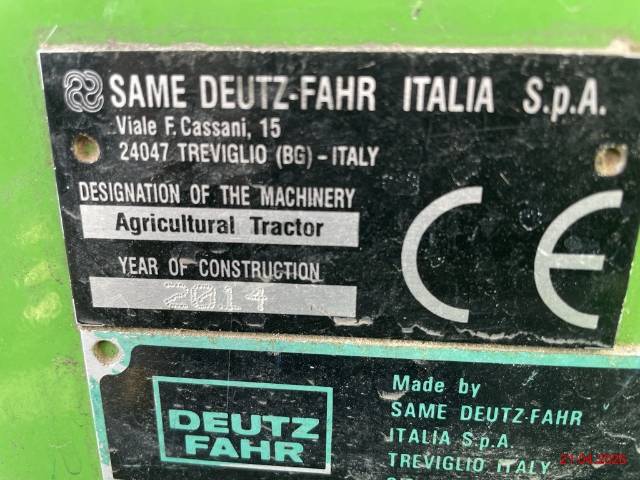 SAME DEUTZ-FAHR ITALIA S.p.A.
Viale F. Cassani, 15
24047 TREVIGLIO (BG) - ITALY
DESIGNATION OF THE MACHINERY
Agricultural Tractor
YEAR OF CONSTRUCTION
2014
CE
DEUTZ
FAHR
Made by
SAME DEUTZ-FAHR
ITALIA S.p.A
TREVIGLIO ITALY